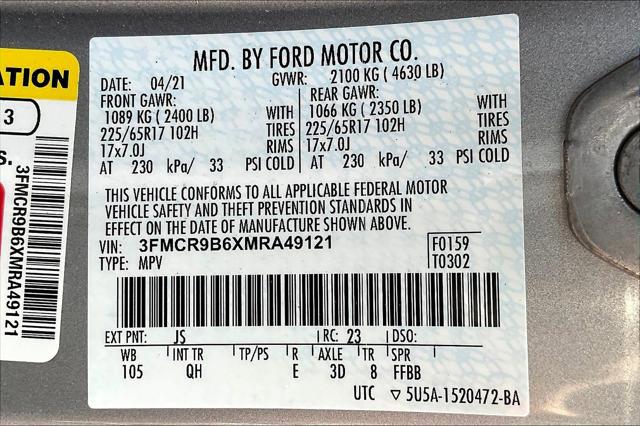 ATION
3
s.
3FMCR9B6XMRA49121
MFD. BY FORD MOTOR CO.
DATE: 04/21 GVWR: 2100 KG ( 4630 LB)
FRONT GAWR: REAR GAWR:
1089 KG ( 2400 LB) WITH 1066 KG ( 2350 LB) WITH
225/65R17 102H TIRES 225/65R17 102H TIRES
17x7.0J RIMS 17x7.0J RIMS
AT 230 kPa/ 33 PSI COLD AT 230 kPa/ 33 PSI COLD
THIS VEHICLE CONFORMS TO ALL APPLICABLE FEDERAL MOTOR
VEHICLE SAFETY AND THEFT PREVENTION STANDARDS IN
EFFECT ON THE DATE OF MANUFACTURE SHOWN ABOVE.
VIN: 3FMCR9B6XMRA49121 F0159
TYPE: MPV T0302
EXT PNT: JS RC: 23 DSO:
WB INT TR TP/PS R AXLE TR SPR
105 QH E 3D 8 FFBB
UTC ▽ 5U5A-1520472-BA